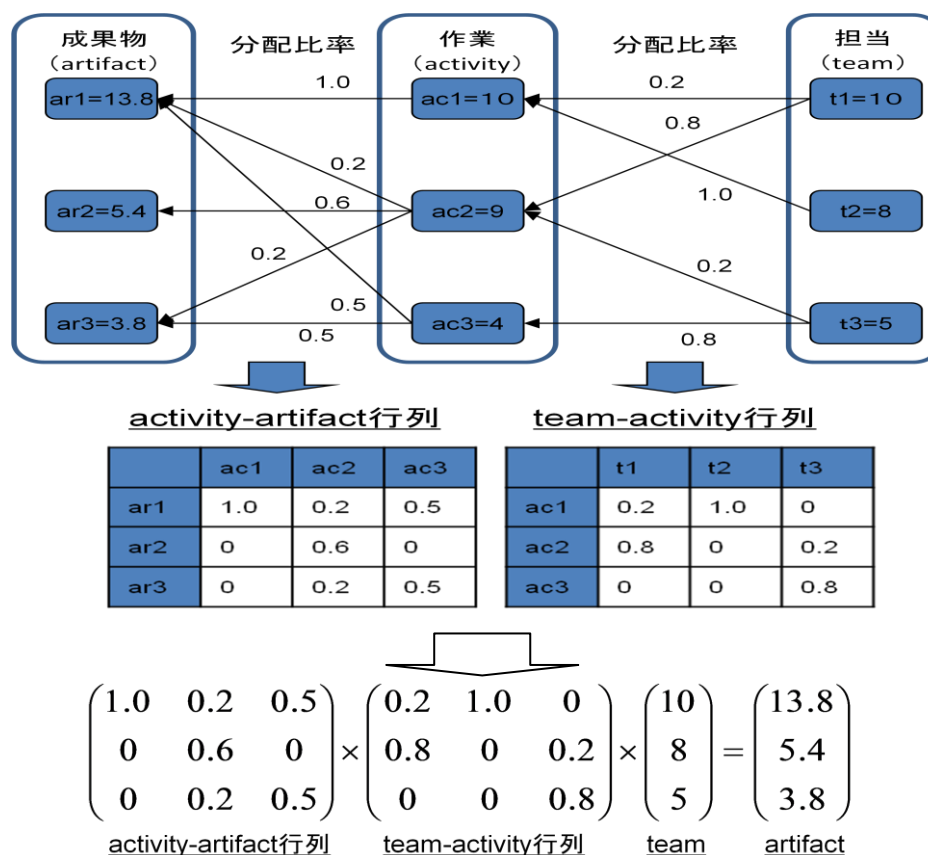 成果物 分配比率 作業 分配比率 担当
（artifact） （activity） （team）
1.0 0.2
ar1=13.8 ac1=10 t1=10
0.8
0.2
1.0
ar2=5.4 0.6 ac2=9 t2=8
0.2 0.2
0.5
ar3=3.8 ac3=4 t3=5
0.5 0.8
activity-artifact行列 team-activity行列
ac1 ac2 ac3 t1 t2 t3
ar1 1.0 0.2 0.5 ac1 0.2 1.0 0
ar2 0 0.6 0 ac2 0.8 0 0.2
ar3 0 0.2 0.5 ac3 0 0 0.8
1.0 0.2 0.5 0.2 1.0 0 10 13.8
0 0.6 0 × 0.8 0 0.2 × 8 = 5.4
0 0.2 0.5 0 0 0.8 5 3.8
activity-artifact行列 team-activity行列 team artifact